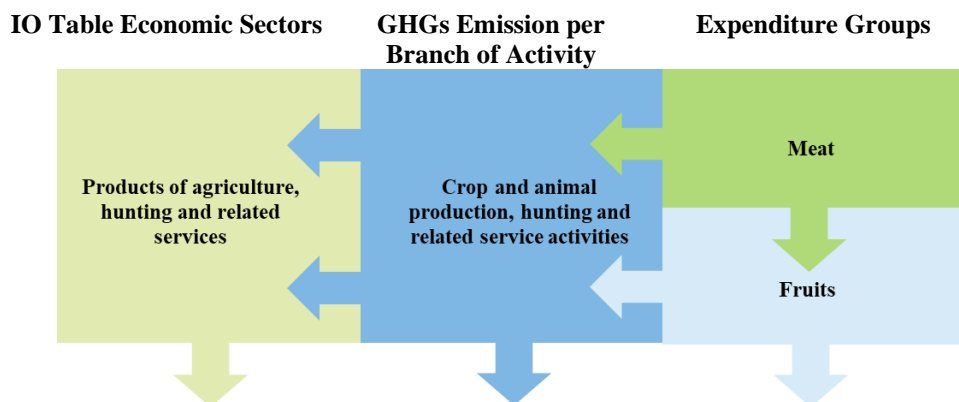 IO Table Economic Sectors
GHGs Emission per
Branch of Activity
Expenditure Groups
Products of agriculture,
hunting and related
services
Crop and animal
production, hunting and
related service activities
Meat
Fruits